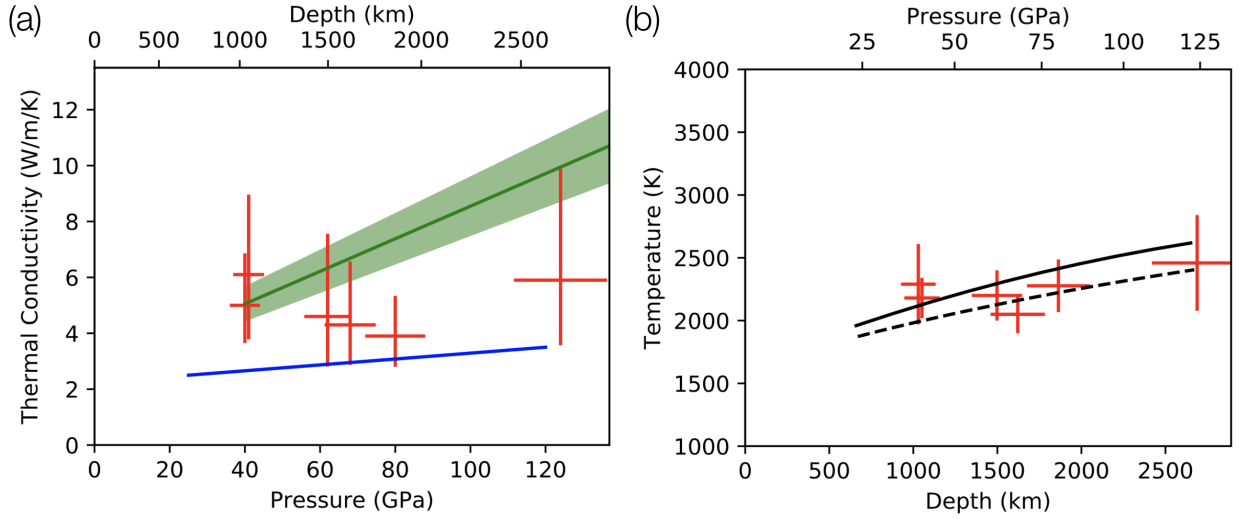 (a)
Depth (km)
0 500 1000 1500 2000 2500
Thermal Conductivity (W/m/K)
12
10
8
6
4
2
0
0 20 40 60 80 100 120
Pressure (GPa)
(b)
Pressure (GPa)
25 50 75 100 125
Temperature (K)
4000
3500
3000
2500
2000
1500
1000
0 500 1000 1500 2000 2500
Depth (km)